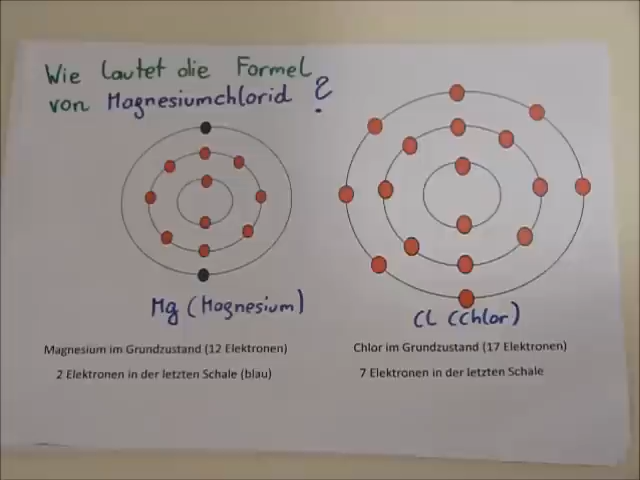 Wie lautet die Formel
von Magnesiumchlorid ?
Mg (Magnesium)
CL (Chlor)
Magnesium im Grundzustand (12 Elektronen)
2 Elektronen in der letzten Schale (blau)
Chlor im Grundzustand (17 Elektronen)
7 Elektronen in der letzten Schale